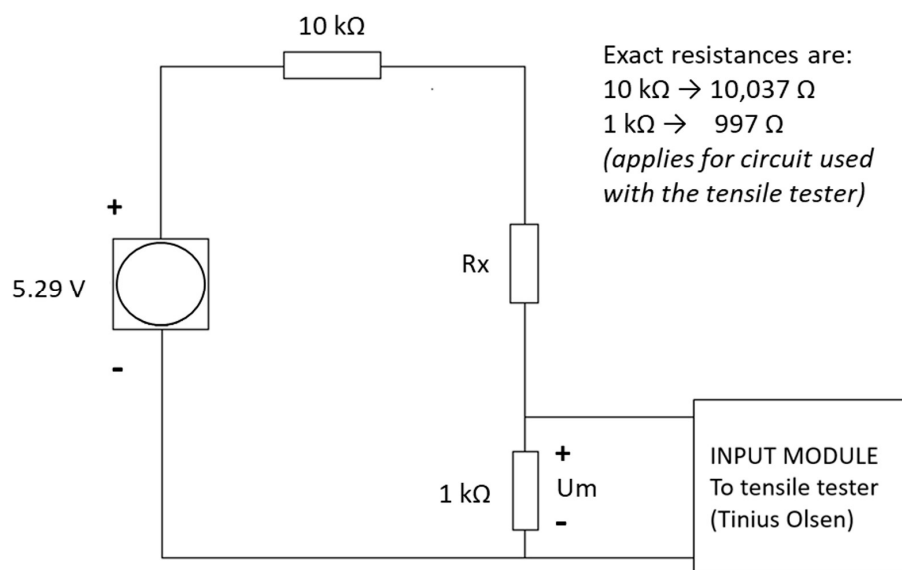 10 kΩ
Exact resistances are:
10 kΩ → 10,037 Ω
1 kΩ → 997 Ω
(applies for circuit used
with the tensile tester)
+
5.29 V
-
Rx
1 kΩ
+
Um
-
INPUT MODULE
To tensile tester
(Tinius Olsen)